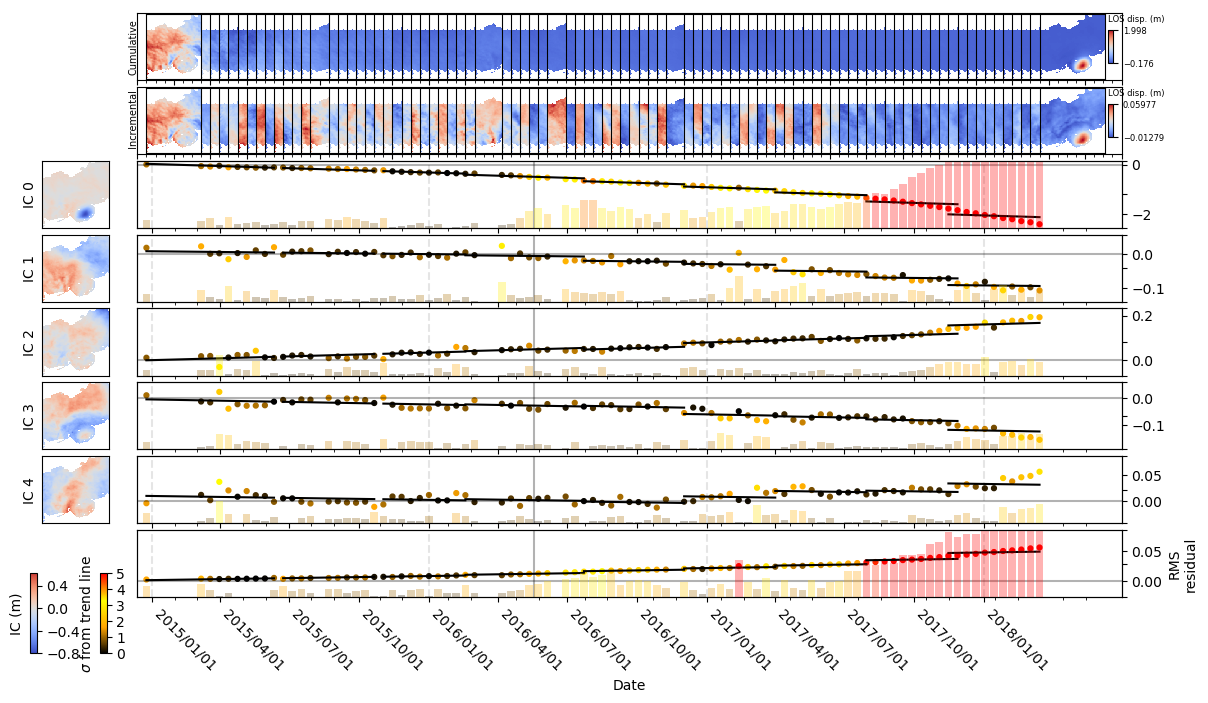 Cumulative
LOS disp. (m)
1.998
−0.176
Incremental
LOS disp. (m)
0.05977
−0.01279
IC 0
0
−2
IC 1
0.0
−0.1
IC 2
0.2
0.0
IC 3
0.0
−0.1
IC 4
0.05
0.00
0.05
0.00
RMS
residual
IC (m)
0.4
0.0
−0.4
−0.8
σ from trend line
5
4
3
2
1
0
2015/01/01
2015/04/01
2015/07/01
2015/10/01
2016/01/01
2016/04/01
2016/07/01
2016/10/01
2017/01/01
2017/04/01
2017/07/01
2017/10/01
2018/01/01
Date